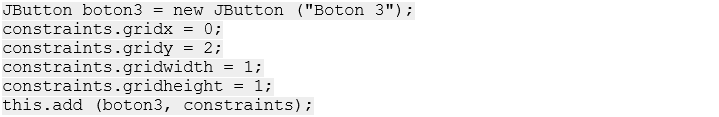 JButton boton3 = new JButton ("Boton 3");
constraints.gridx = 0;
constraints.gridy = 2;
constraints.gridwidth = 1;
constraints.gridheight = 1;
this.add (boton3, constraints);